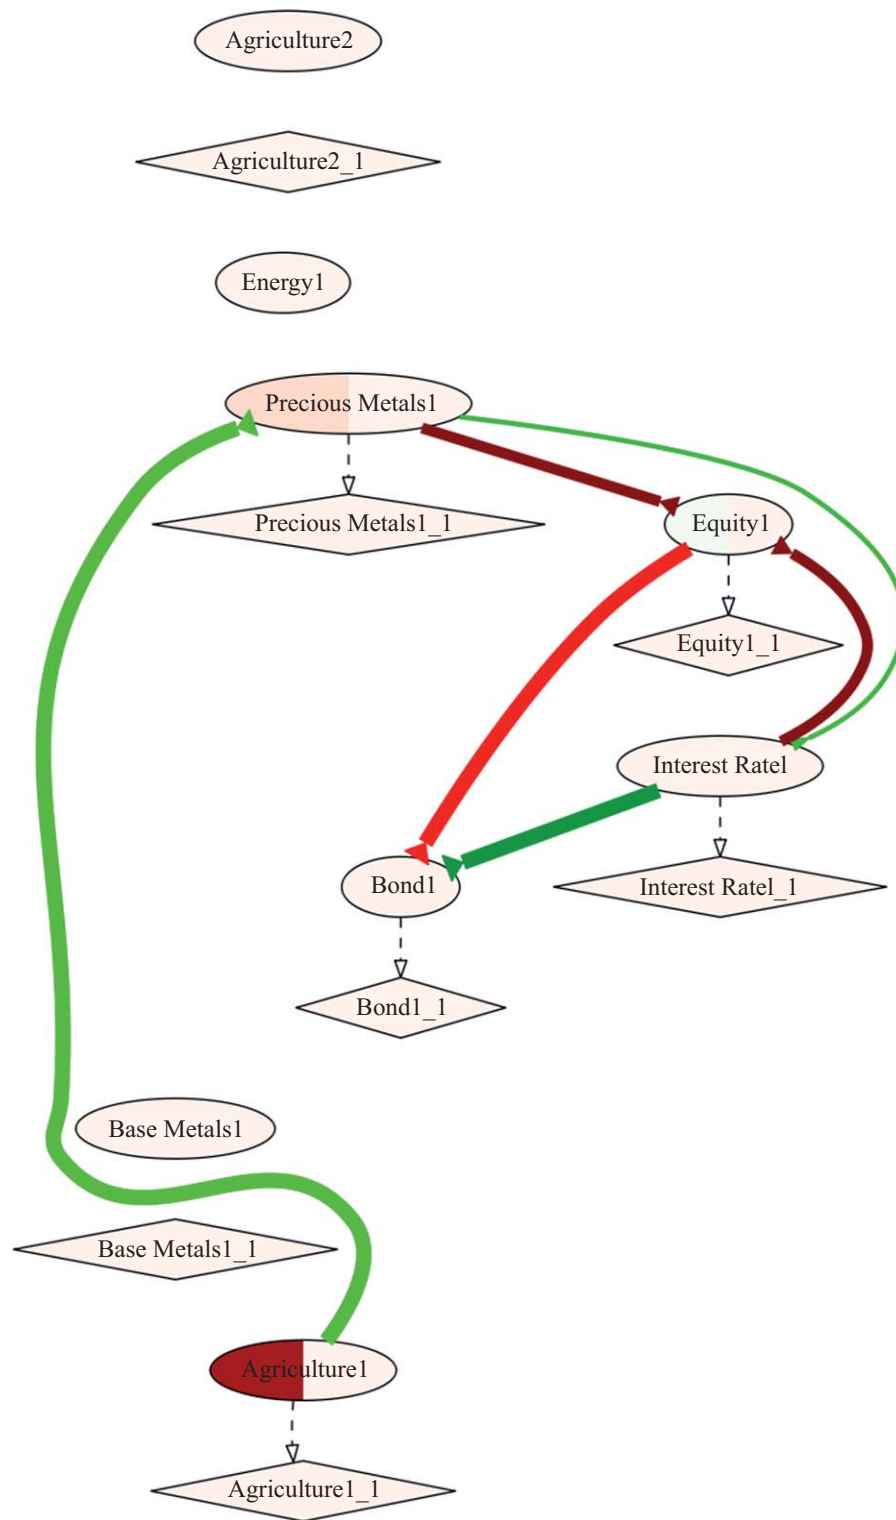 Agriculture2
Agriculture2_1
Energy1
Precious Metals1
Precious Metals1_1
Equity1
Equity1_1
Interest Ratel
Bond1
Interest Ratel_1
Bond1_1
Base Metals1
Base Metals1_1
Agriculture1
Agriculture1_1